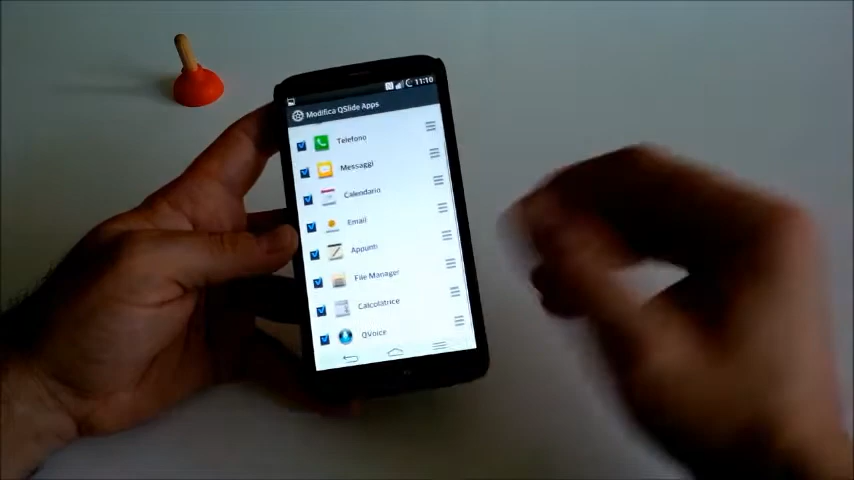 11:10
Modifica QSlide Apps
Telefono
Messaggi
Calendario
Email
Appunti
File Manager
Calcolatrice
QVoice